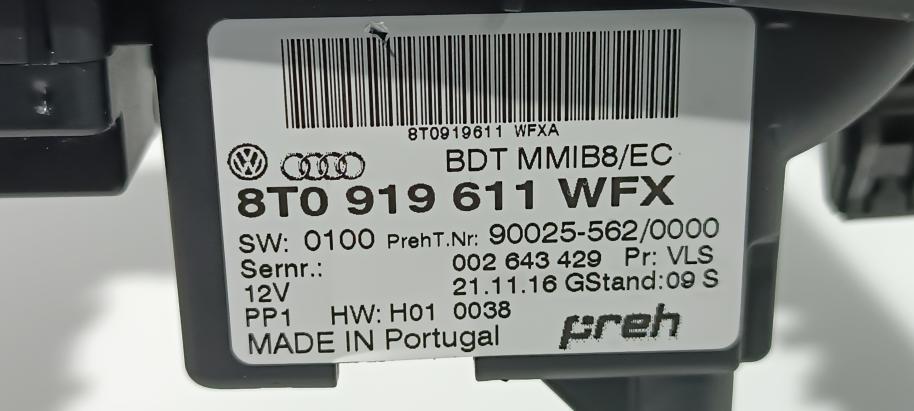 8T0919611 WFXA
BDT MMIB8/EC
8T0 919 611 WFX
SW: 0100 PrehT.Nr: 90025-562/0000
Sernr.: 002 643 429 Pr: VLS
12V 21.11.16 GStand:09 S
PP1 HW: H01 0038
MADE IN Portugal preh